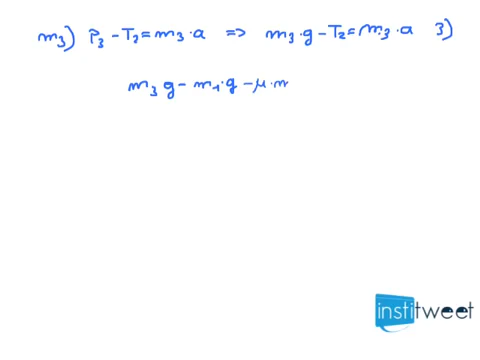 m₃) P₃ - T₂ = m₃ · a => m₃ · g - T₂ = m₃ · a 3)
m₃ g - m₁ · g - μ · m
institweet